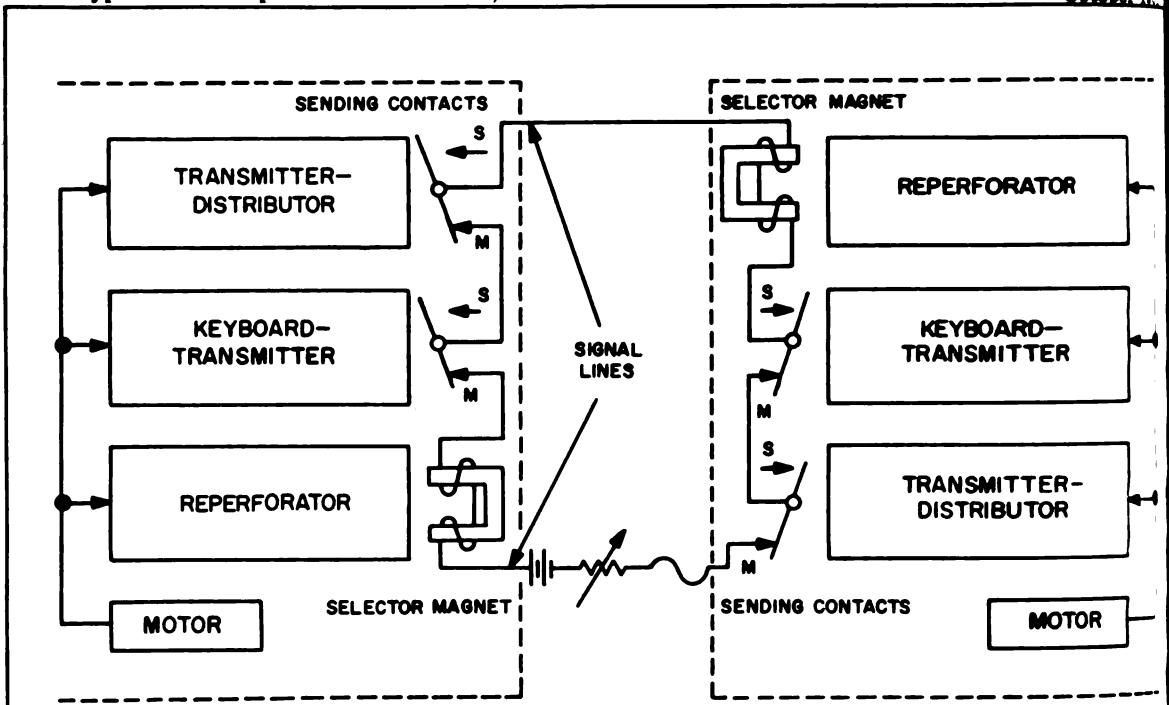 SENDING CONTACTS
SELECTOR MAGNET
S
TRANSMITTER-
DISTRIBUTOR
REPERFORATOR
M
S
S
KEYBOARD-
TRANSMITTER
SIGNAL
LINES
KEYBOARD-
TRANSMITTER
M
M
S
REPERFORATOR
TRANSMITTER-
DISTRIBUTOR
M
SELECTOR MAGNET
SENDING CONTACTS
MOTOR
MOTOR